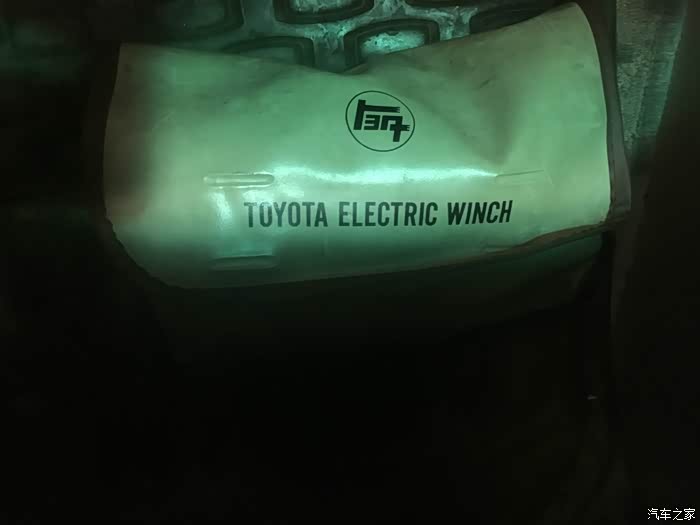 TOYOTA ELECTRIC WINCH
汽车之家